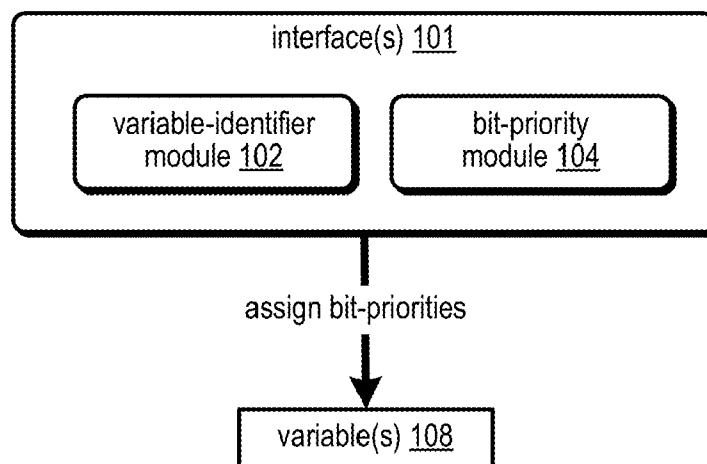 interface(s) 101
variable-identifier
module 102
bit-priority
module 104
assign bit-priorities
variable(s) 108